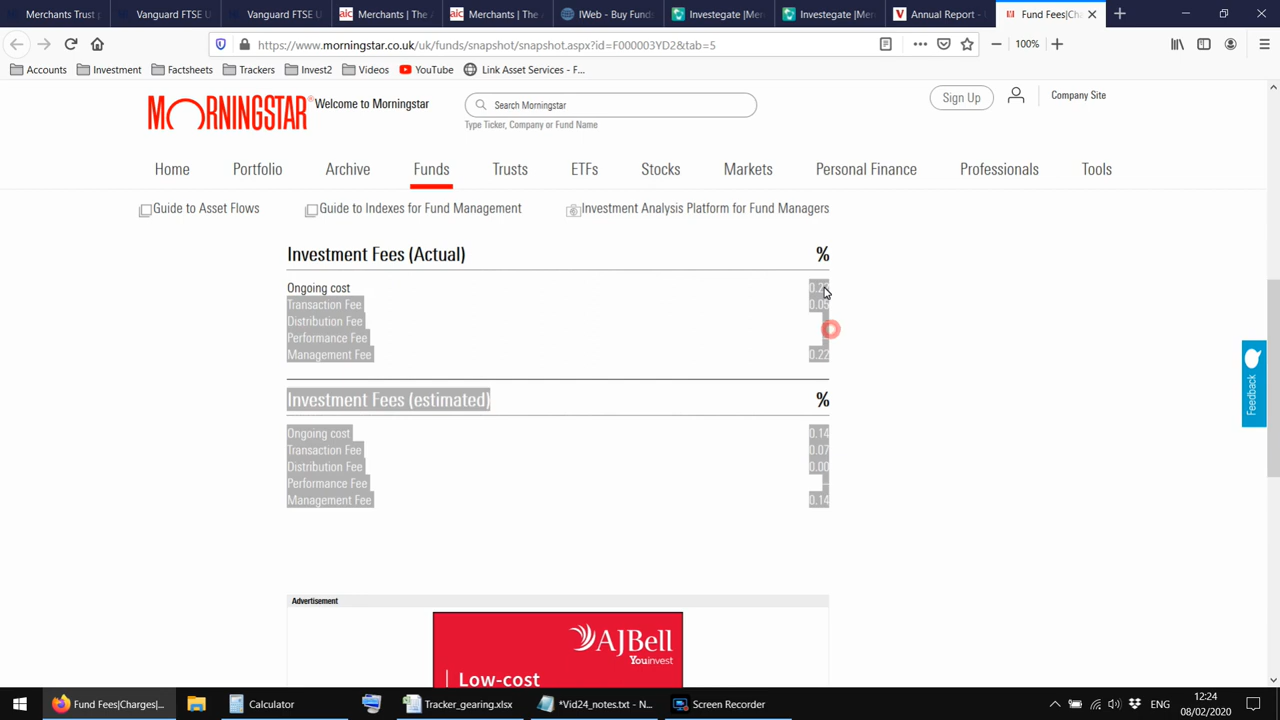 Merchants Trust |
Vanguard FTSE U
Vanguard FTSE U
aic Merchants | The A
aic Merchants | The A
IWeb - Buy Funds
Investegate |Mer
Investegate |Mer
Annual Report -
Fund Fees|Cha
https://www.morningstar.co.uk/uk/funds/snapshot/snapshot.aspx?id=F000003YD2&tab=5
100%
Accounts Investment Factsheets Trackers Invest2 Videos YouTube Link Asset Services - F...
MORNINGSTAR® Welcome to Morningstar
Search Morningstar
Type Ticker, Company or Fund Name
Sign Up
Company Site
Home Portfolio Archive Funds Trusts ETFs Stocks Markets Personal Finance Professionals Tools
Guide to Asset Flows Guide to Indexes for Fund Management Investment Analysis Platform for Fund Managers
Investment Fees (Actual) %
Ongoing cost
Transaction Fee
Distribution Fee
Performance Fee
Management Fee 0.22
Investment Fees (estimated) %
Ongoing cost 0.14
Transaction Fee 0.07
Distribution Fee 0.00
Performance Fee –
Management Fee 0.14
Feedback
Advertisement
AJBell
Youinvest
Low-cost
Fund Fees|Charges|...
Calculator
Tracker_gearing.xlsx
*Vid24_notes.txt - N...
Screen Recorder
ENG
12:24
08/02/2020